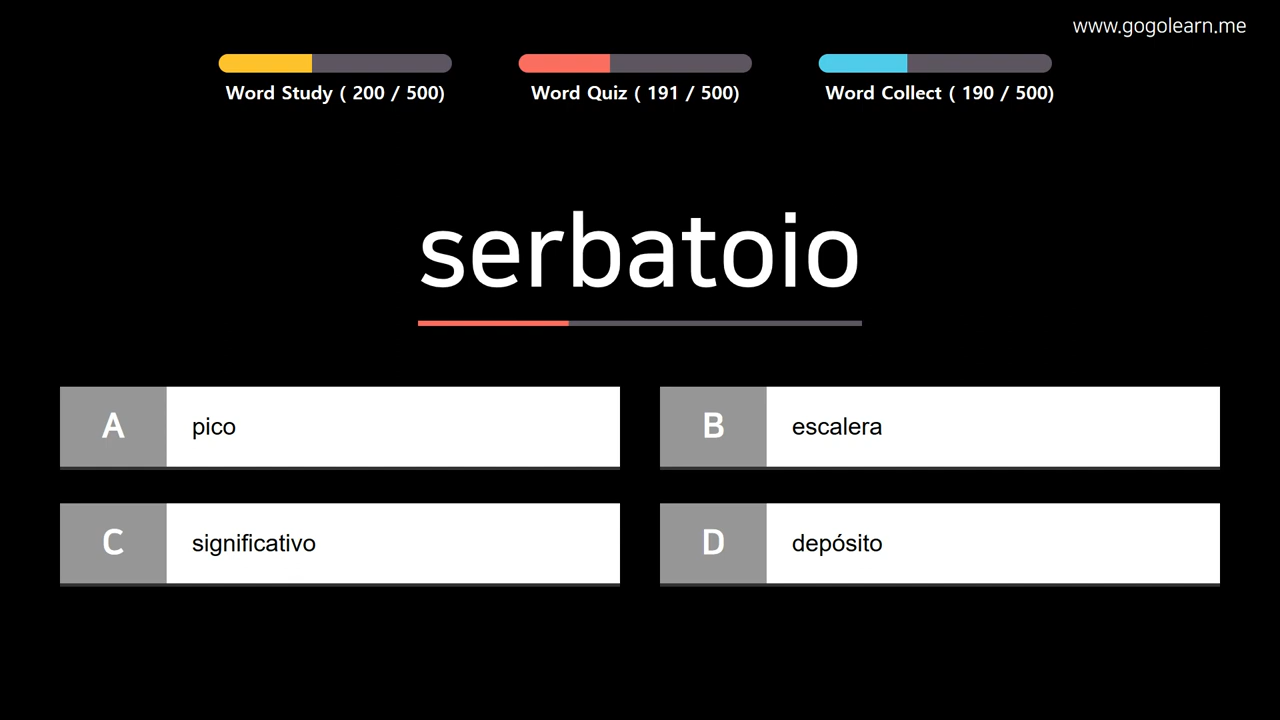 www.gogolearn.me
Word Study ( 200 / 500)
Word Quiz ( 191 / 500)
Word Collect ( 190 / 500)
serbatoio
A pico
B escalera
C significativo
D depósito